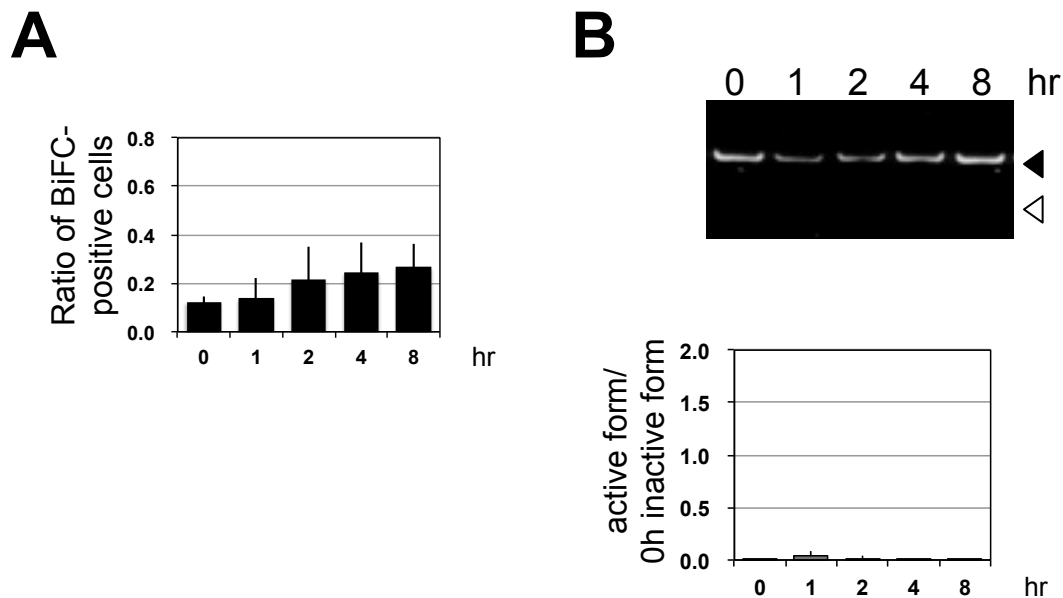 A
Ratio of BiFC-
positive cells
0.8
0.6
0.4
0.2
0.0
0 1 2 4 8 hr
B
0 1 2 4 8 hr
active form/
0h inactive form
2.0
1.5
1.0
0.5
0.0
0 1 2 4 8 hr